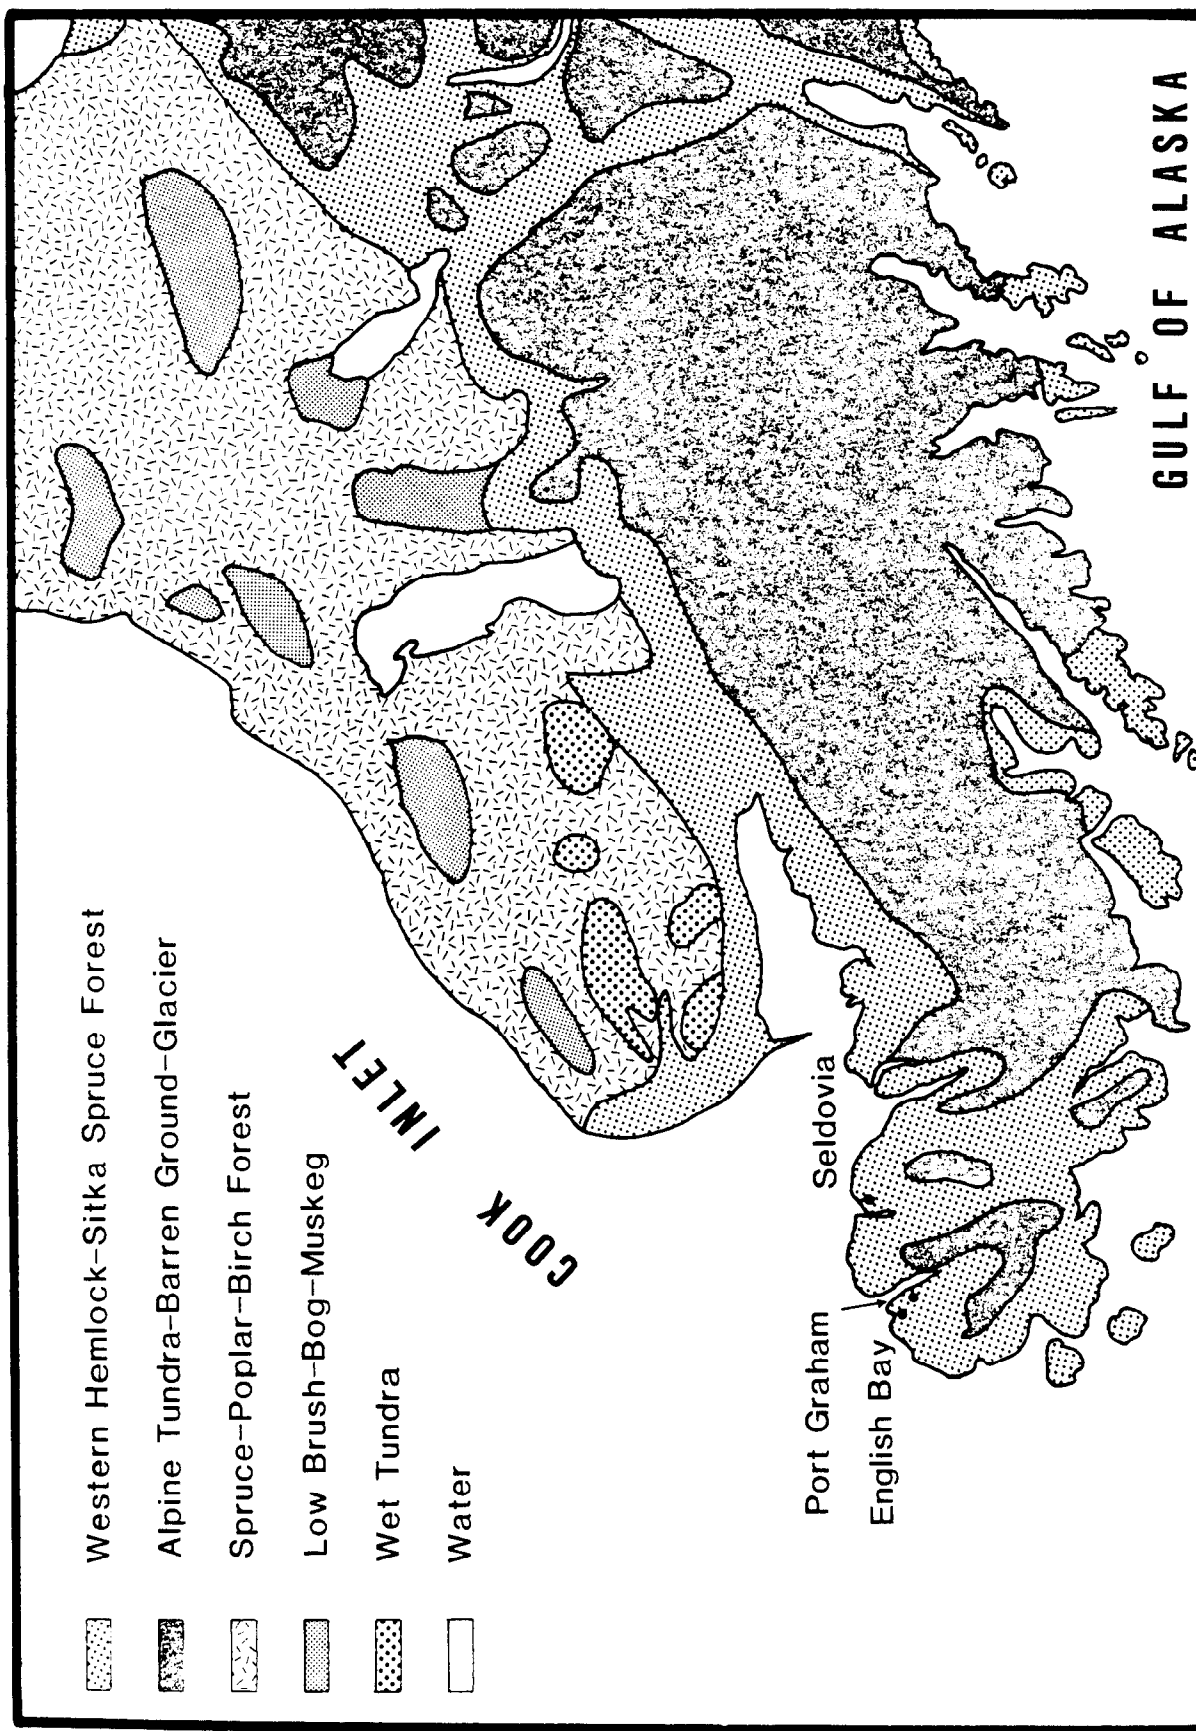 Western Hemlock–Sitka Spruce Forest
Alpine Tundra–Barren Ground–Glacier
Spruce–Poplar–Birch Forest
Low Brush–Bog–Muskeg
Wet Tundra
Water
COOK INLET
Seldovia
Port Graham
English Bay
GULF OF ALASKA